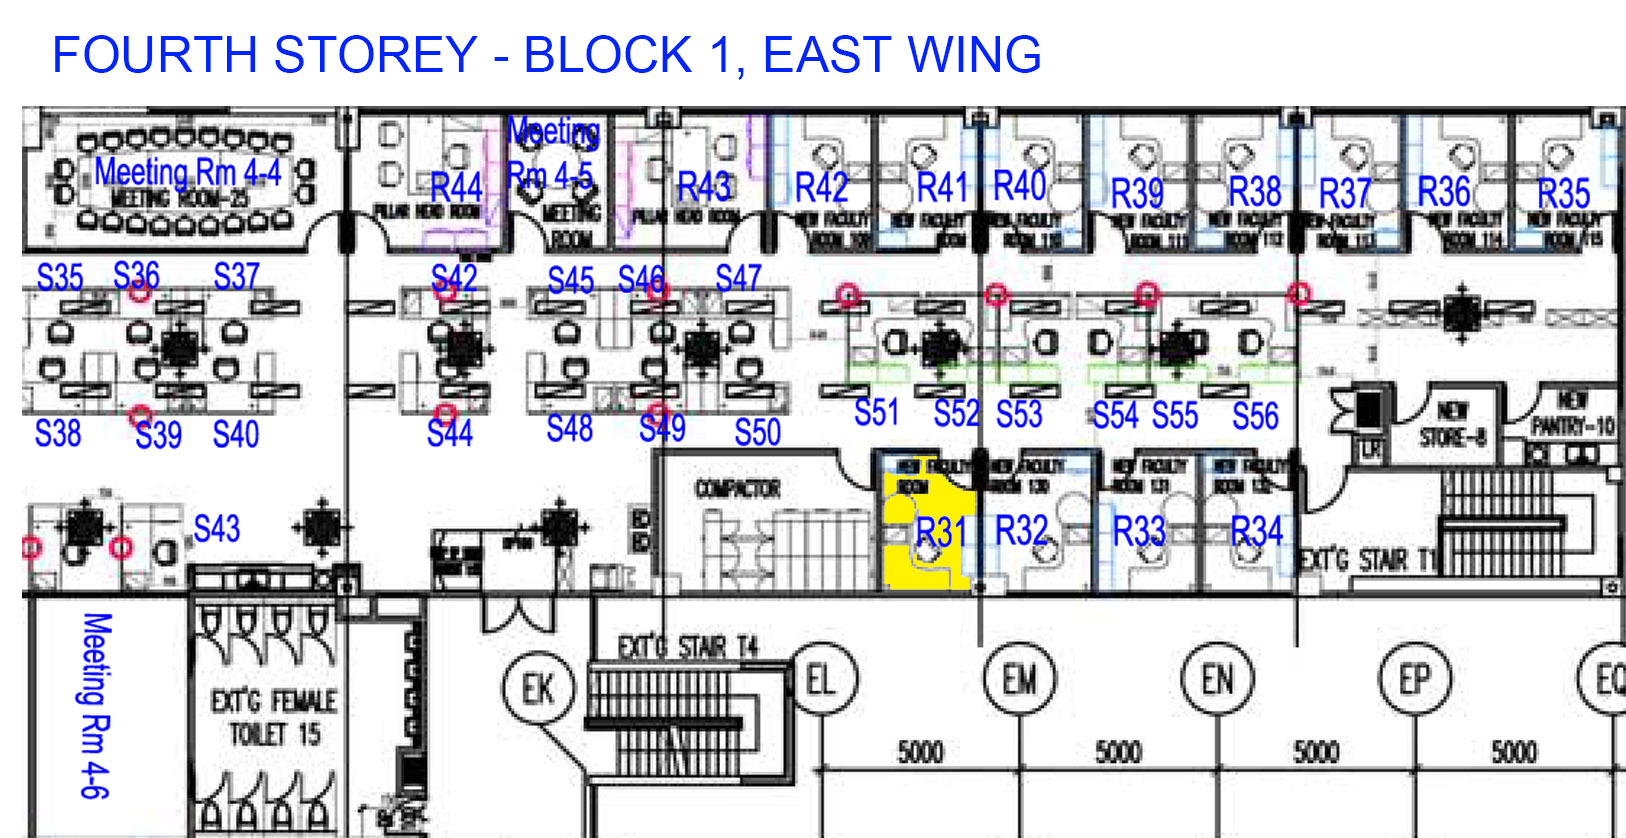 FOURTH STOREY - BLOCK 1, EAST WING
Meeting Rm 4-4
MEETING ROOM-25
R44
PILLAR HEAD ROOM
Meeting
Rm 4-5
MEETING
ROOM
R43
PILLAR HEAD ROOM
R42
NEW FACULTY
ROOM 109
R41
NEW FACULTY
ROOM
R40
NEW FACULTY
ROOM 110
R39
NEW FACULTY
ROOM 111
R38
NEW FACULTY
ROOM 112
R37
NEW FACULTY
ROOM 113
R36
NEW FACULTY
ROOM 114
R35
NEW FACULTY
ROOM 115
S35
S36
S37
S42
S45
S46
S47
S38
S39
S40
S44
S48
S49
S50
S51
S52
S53
S54
S55
S56
NEW
STORE-8
NEW
PANTRY-10
LR
S43
COMPACTOR
NEW FACULTY
ROOM
R31
NEW FACULTY
ROOM 130
R32
NEW FACULTY
ROOM 131
R33
NEW FACULTY
R34
EXT'G STAIR T1
Meeting Rm 4-6
EXT'G FEMALE
TOILET 15
EXT'G STAIR T4
EK
EL
EM
EN
EP
EQ
5000
5000
5000
5000